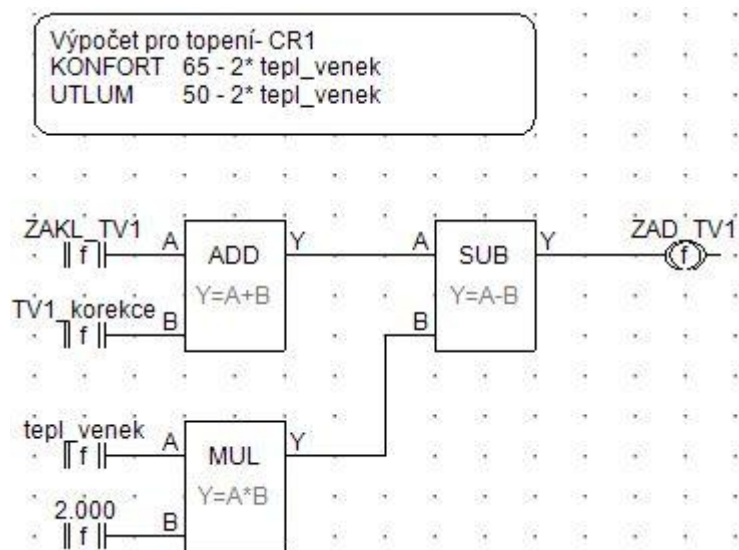 Výpočet pro topení- CR1
KONFORT 65 - 2* tepl_venek
UTLUM 50 - 2* tepl_venek
ZAKL_TV1 A ADD Y A SUB Y ZAD_TV1
f f
Y=A+B Y=A-B
TV1_korekce B B
f
tepl_venek A MUL Y
f
Y=A*B
2.000 B
f